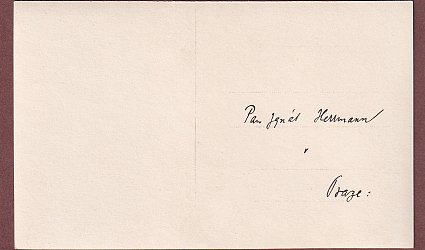 Pan Ignát Herrmann
v
Praze: